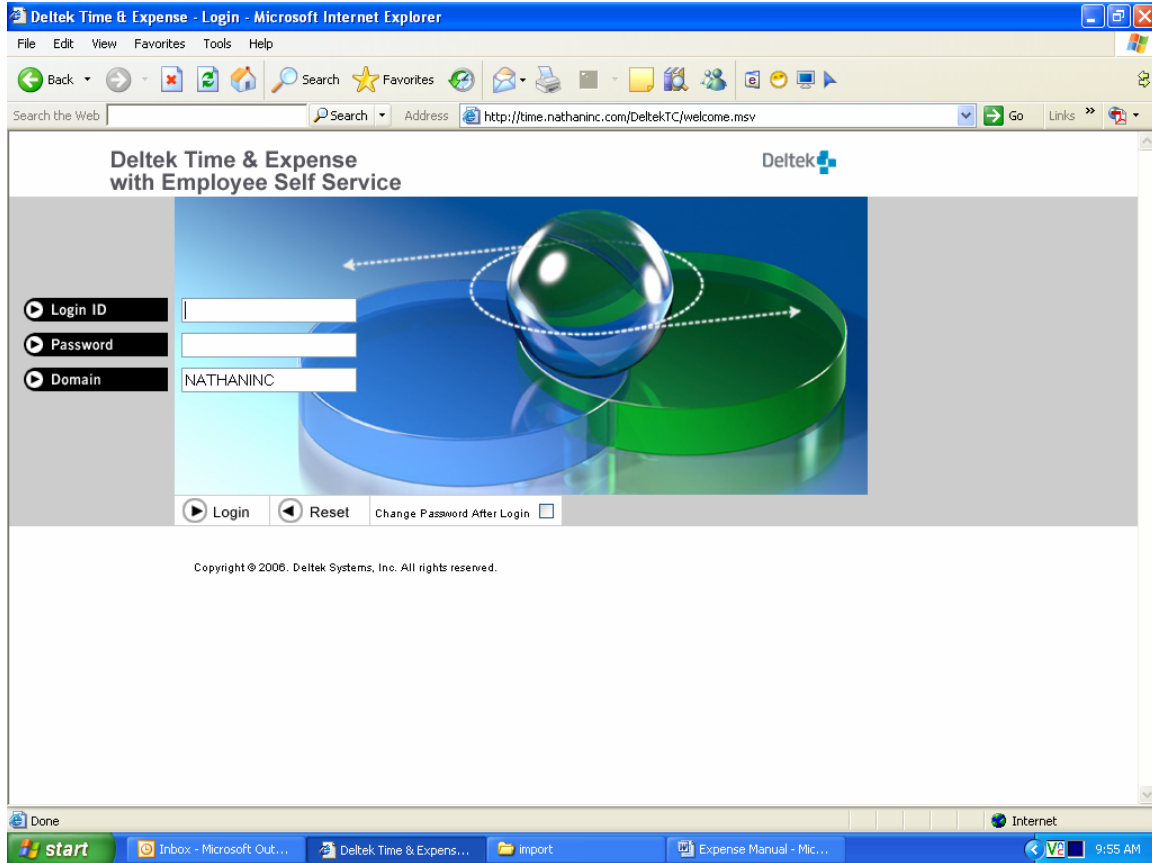 Deltek Time & Expense - Login - Microsoft Internet Explorer
File Edit View Favorites Tools Help
Back Search Favorites
Search the Web Search Address http://time.nathaninc.com/DeltekTC/welcome.msv Go Links »
Deltek Time & Expense
with Employee Self Service
Deltek
Login ID
Password
Domain NATHANINC
Login Reset Change Password After Login
Copyright © 2006. Deltek Systems, Inc. All rights reserved.
Done Internet
start Inbox - Microsoft Out... Deltek Time & Expens... import Expense Manual - Mic... 9:55 AM